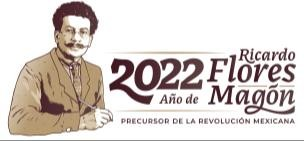 2022 Ricardo
Flores
Año de Magón
PRECURSOR DE LA REVOLUCIÓN MEXICANA